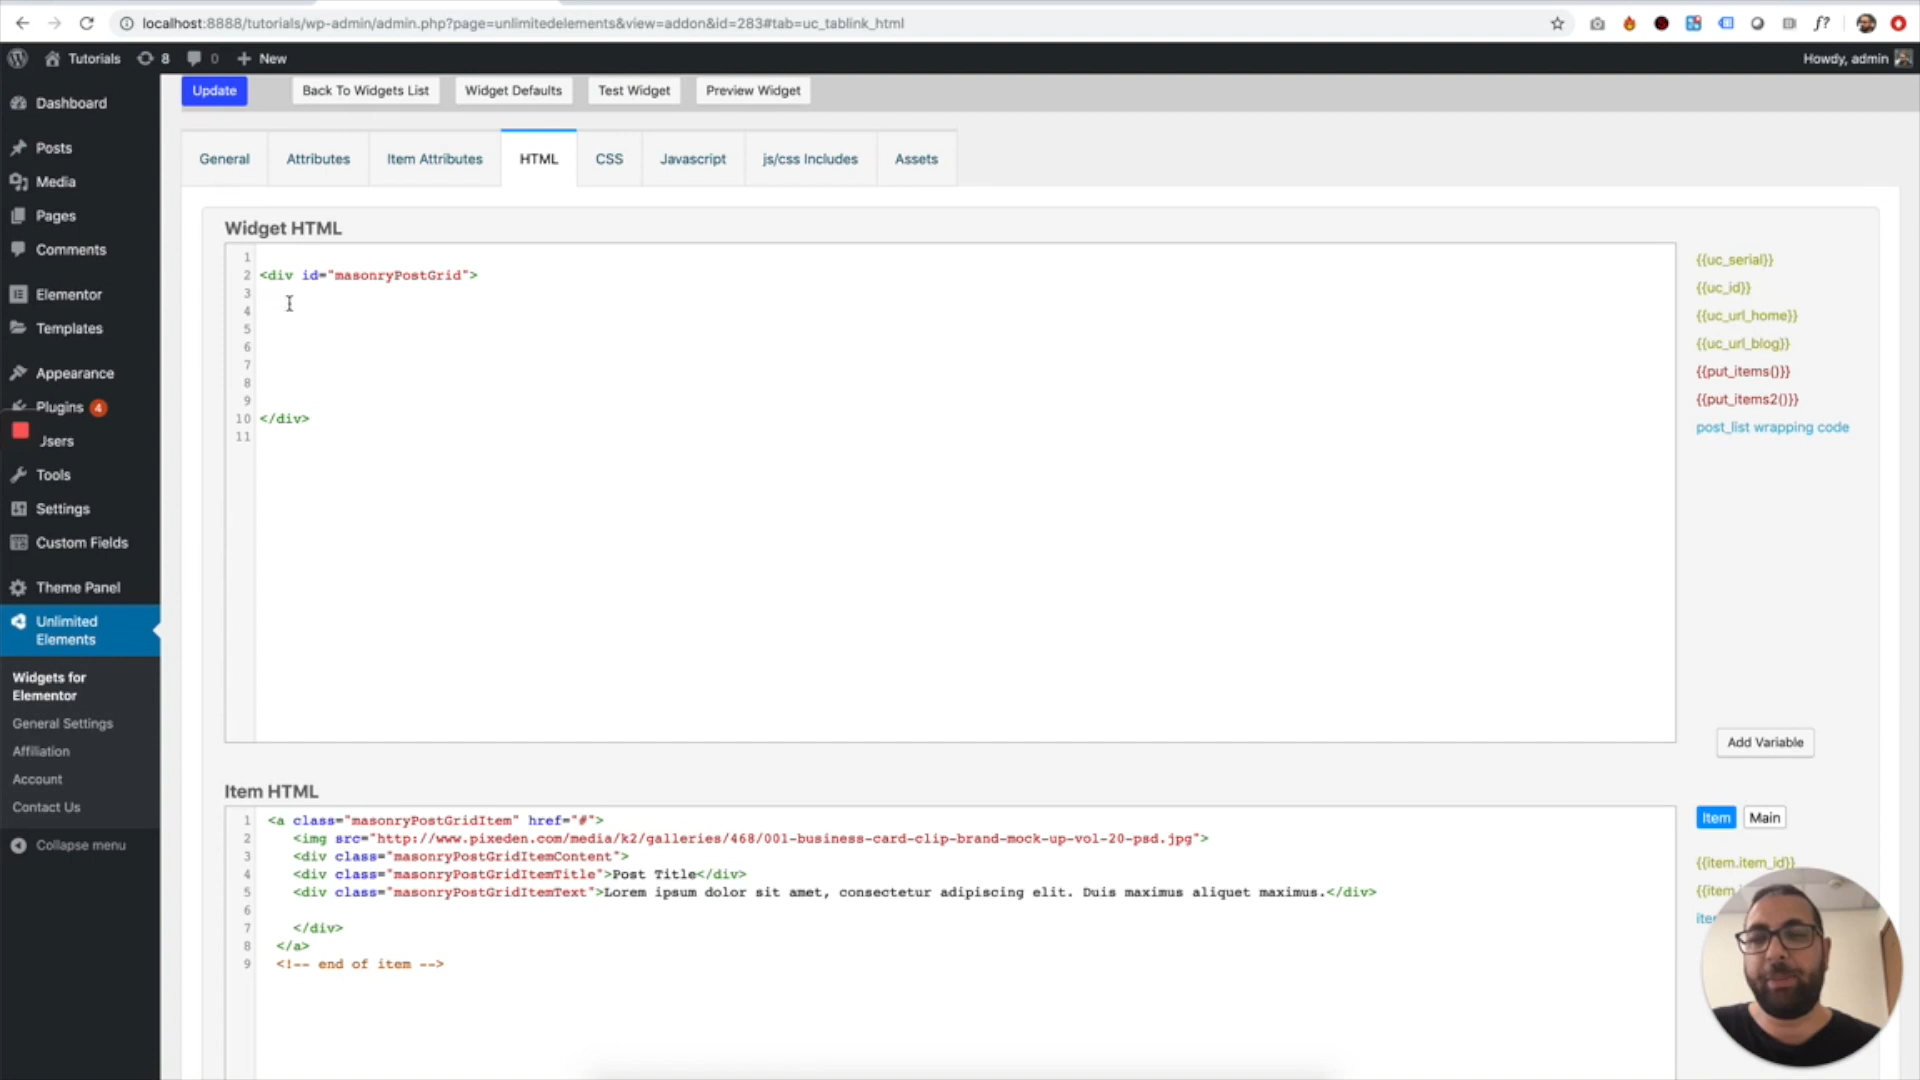 localhost:8888/tutorials/wp-admin/admin.php?page=unlimitedelements&view=addon&id=283#tab=uc_tablink_html
f?
Tutorials 8 0 + New Howdy, admin
Update Back To Widgets List Widget Defaults Test Widget Preview Widget
Dashboard
Posts
Media
Pages
Comments
Elementor
Templates
Appearance
Plugins 4
Jsers
Tools
Settings
Custom Fields
Theme Panel
Unlimited
Elements
Widgets for
Elementor
General Settings
Affiliation
Account
Contact Us
Collapse menu
General Attributes Item Attributes HTML CSS Javascript js/css Includes Assets
Widget HTML
1
2 <div id="masonryPostGrid">
3
4
5
6
7
8
9
10 </div>
11
{{uc_serial}}
{{uc_id}}
{{uc_url_home}}
{{uc_url_blog}}
{{put_items()}}
{{put_items2()}}
post_list wrapping code
Add Variable
Item HTML
1 <a class="masonryPostGridItem" href="#">
2 <img src="http://www.pixeden.com/media/k2/galleries/468/001-business-card-clip-brand-mock-up-vol-20-psd.jpg">
3 <div class="masonryPostGridItemContent">
4 <div class="masonryPostGridItemTitle">Post Title</div>
5 <div class="masonryPostGridItemText">Lorem ipsum dolor sit amet, consectetur adipiscing elit. Duis maximus aliquet maximus.</div>
6
7 </div>
8 </a>
9 <!-- end of item -->
Item Main
{{item.item_id}}
{{item